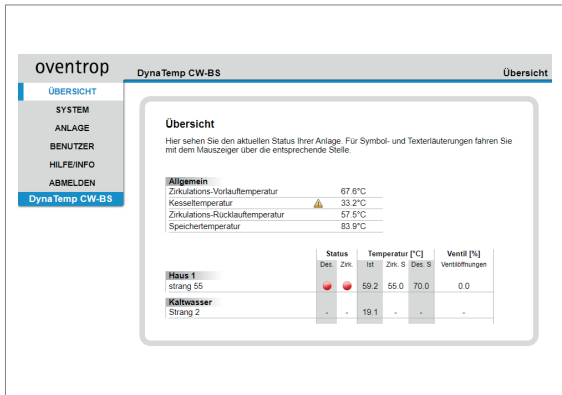 oventrop
DynaTemp CW-BS
Übersicht
ÜBERSICHT
SYSTEM
ANLAGE
BENUTZER
HILFE/INFO
ABMELDEN
DynaTemp CW-BS
Übersicht
Hier sehen Sie den aktuellen Status Ihrer Anlage. Für Symbol- und Texterläuterungen fahren Sie
mit dem Mauszeiger über die entsprechende Stelle.
Allgemein
Zirkulations-Vorlauftemperatur 67.6°C
Kesseltemperatur 33.2°C
Zirkulations-Rücklauftemperatur 57.5°C
Speichertemperatur 83.9°C
Status Temperatur [°C] Ventil [%]
Des. Zirk. Ist Zirk. S Des. S Ventilöffnungen
Haus 1
strang 55 59.2 55.0 70.0 0.0
Kaltwasser
Strang 2 - - 19.1 - - -